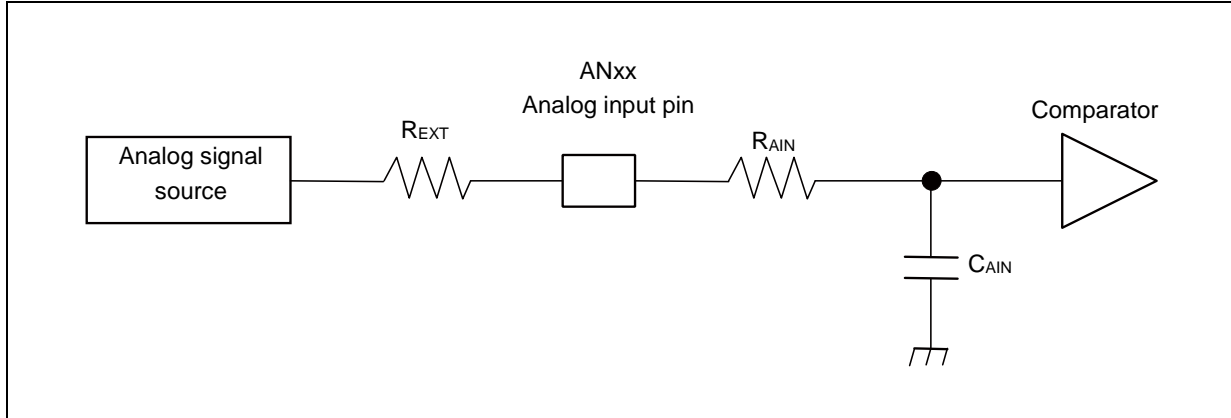 ANxx
Analog input pin
Comparator
REXT
RAIN
Analog signal
source
CAIN